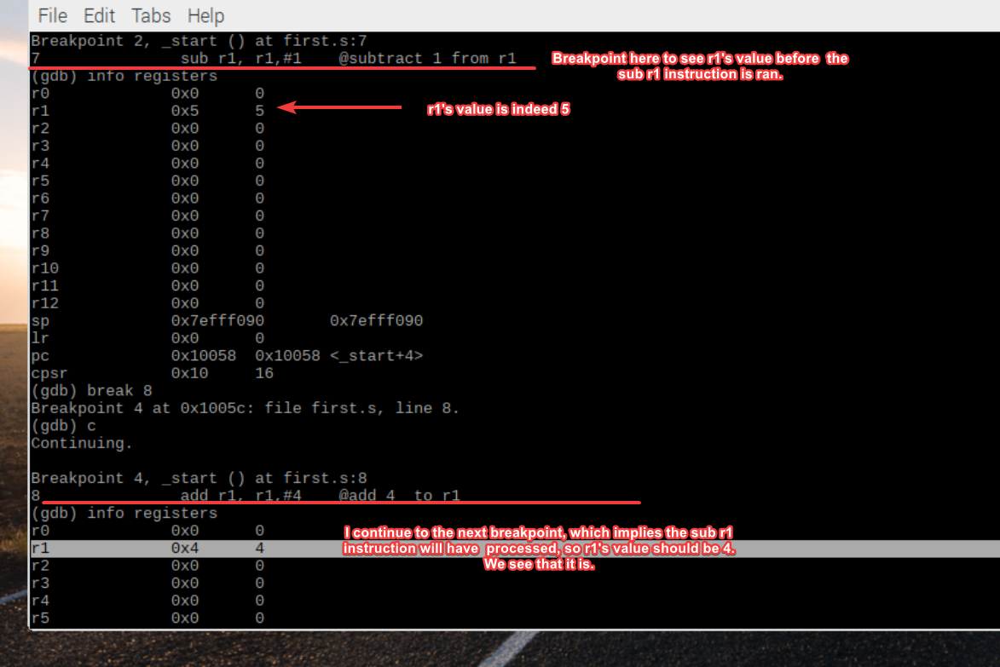 File Edit Tabs Help
Breakpoint 2, _start () at first.s:7
7 sub r1, r1,#1 @subtract 1 from r1
Breakpoint here to see r1's value before the
sub r1 instruction is ran.
(gdb) info registers
r0 0x0 0
r1 0x5 5
r1's value is indeed 5
r2 0x0 0
r3 0x0 0
r4 0x0 0
r5 0x0 0
r6 0x0 0
r7 0x0 0
r8 0x0 0
r9 0x0 0
r10 0x0 0
r11 0x0 0
r12 0x0 0
sp 0x7efff090 0x7efff090
lr 0x0 0
pc 0x10058 0x10058 <_start+4>
cpsr 0x10 16
(gdb) break 8
Breakpoint 4 at 0x1005c: file first.s, line 8.
(gdb) c
Continuing.
Breakpoint 4, _start () at first.s:8
8 add r1, r1,#4 @add 4 to r1
(gdb) info registers
r0 0x0 0
r1 0x4 4
I continue to the next breakpoint, which implies the sub r1
instruction will have processed, so r1's value should be 4.
We see that it is.
r2 0x0 0
r3 0x0 0
r4 0x0 0
r5 0x0 0